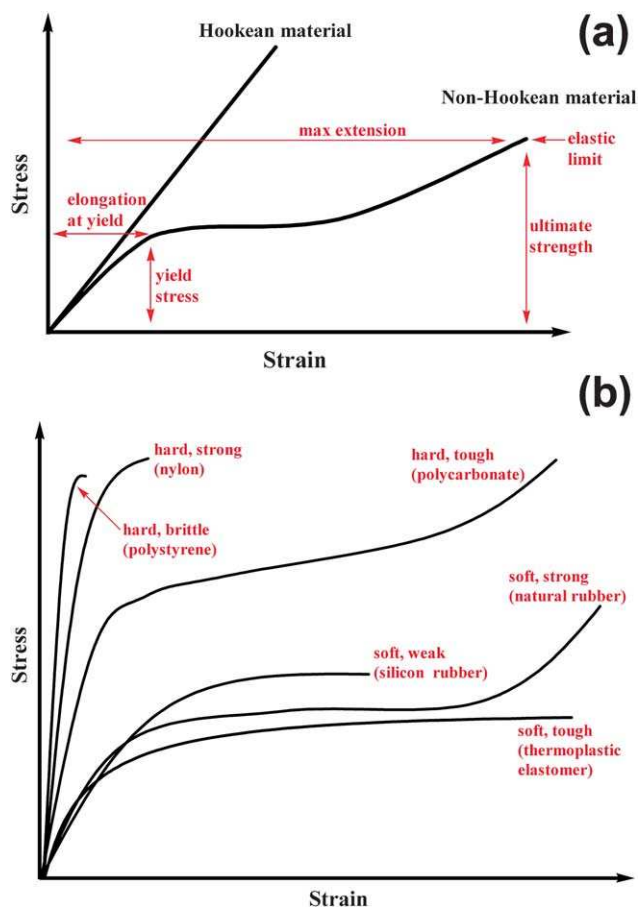 (a)
Hookean material
Non-Hookean material
max extension
elastic
limit
elongation
at yield
ultimate
strength
yield
stress
Stress
Strain
(b)
hard, strong
(nylon)
hard, tough
(polycarbonate)
hard, brittle
(polystyrene)
soft, strong
(natural rubber)
soft, weak
(silicon rubber)
soft, tough
(thermoplastic
elastomer)
Stress
Strain